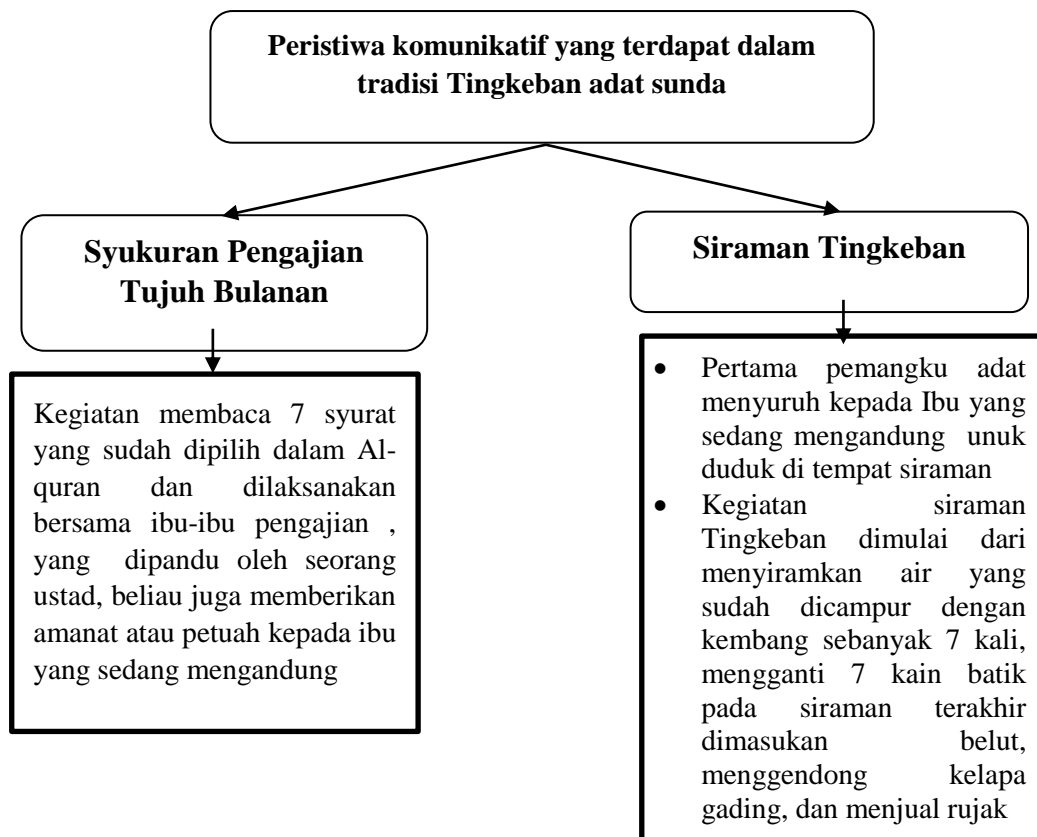 Peristiwa komunikatif yang terdapat dalam
tradisi Tingkeban adat sunda
Syukuran Pengajian
Tujuh Bulanan
Kegiatan membaca 7 syurat
yang sudah dipilih dalam Al-
quran dan dilaksanakan
bersama ibu-ibu pengajian ,
yang dipandu oleh seorang
ustad, beliau juga memberikan
amanat atau petuah kepada ibu
yang sedang mengandung
Siraman Tingkeban
• Pertama pemangku adat
menyuruh kepada Ibu yang
sedang mengandung unuk
duduk di tempat siraman
• Kegiatan siraman
Tingkeban dimulai dari
menyiramkan air yang
sudah dicampur dengan
kembang sebanyak 7 kali,
mengganti 7 kain batik
pada siraman terakhir
dimasukan belut,
menggendong kelapa
gading, dan menjual rujak